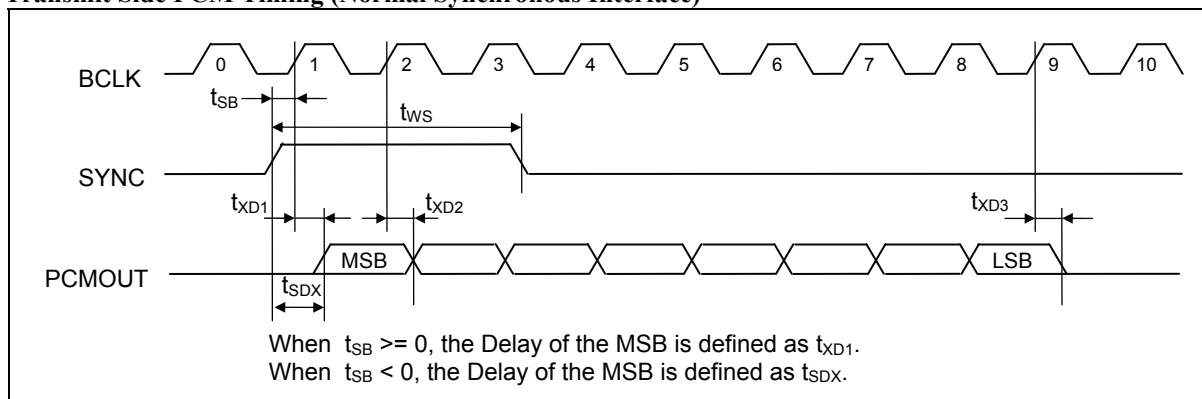 Transmit Side PCM Timing (Normal Synchronous Interface)
BCLK
0 1 2 3 4 5 6 7 8 9 10
tSB
tWS
SYNC
tXD1
tXD2
tXD3
PCMOUT
MSB
LSB
tSDX
When tSB >= 0, the Delay of the MSB is defined as tXD1.
When tSB < 0, the Delay of the MSB is defined as tSDX.